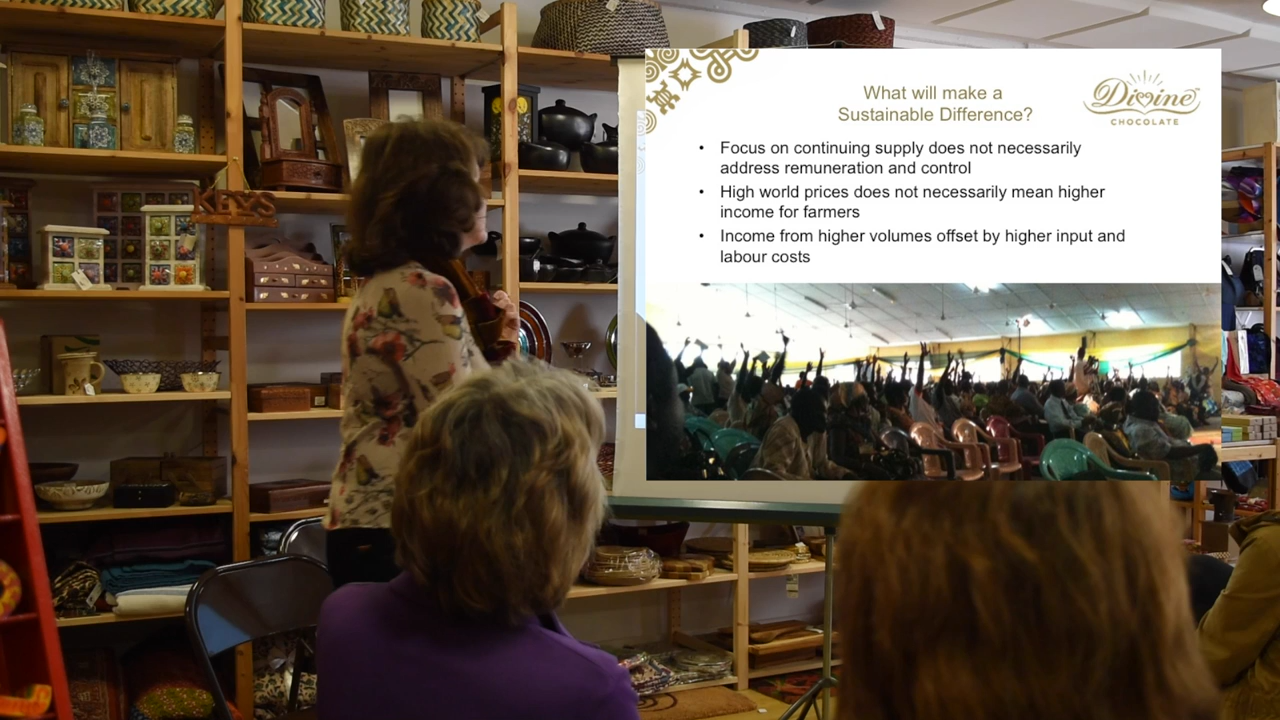 What will make a
Sustainable Difference?
Divine
CHOCOLATE
• Focus on continuing supply does not necessarily
address remuneration and control
• High world prices does not necessarily mean higher
income for farmers
• Income from higher volumes offset by higher input and
labour costs
KEYS